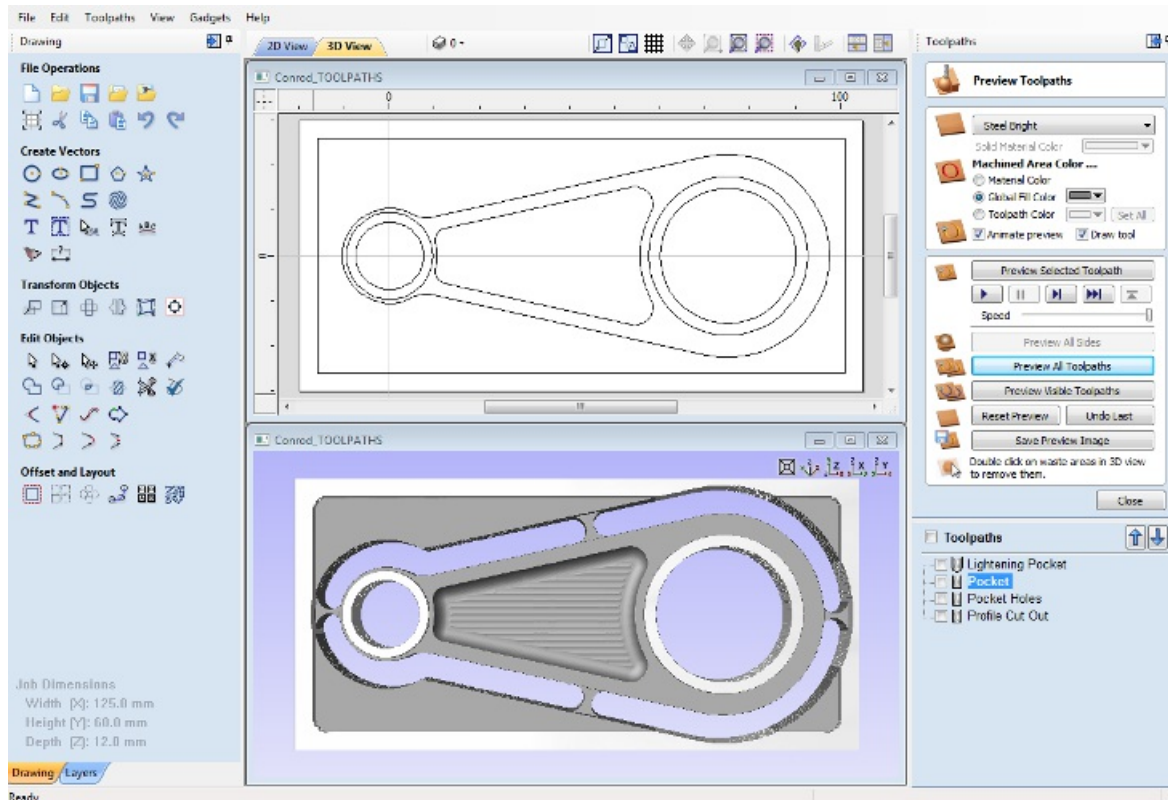 File Edit Toolpaths View Gadgets Help
Drawing
File Operations
Create Vectors
Transform Objects
Edit Objects
Offset and Layout
Job Dimensions
Width (X): 125.0 mm
Height (Y): 60.0 mm
Depth (Z): 12.0 mm
Drawing Layers
Ready
2D View 3D View
0
Conrod_TOOLPATHS
0 100
0
Conrod_TOOLPATHS
Toolpaths
Preview Toolpaths
Steel Bright
Solid Material Color
Machined Area Color ...
Material Color
Global Fill Color
Toolpath Color Set All
Animate preview Draw tool
Preview Selected Toolpath
Speed
Preview All Sides
Preview All Toolpaths
Preview Visible Toolpaths
Reset Preview Undo Last
Save Preview Image
Double click on waste areas in 3D view
to remove them.
Close
Toolpaths
Lightening Pocket
Pocket
Pocket Holes
Profile Cut Out